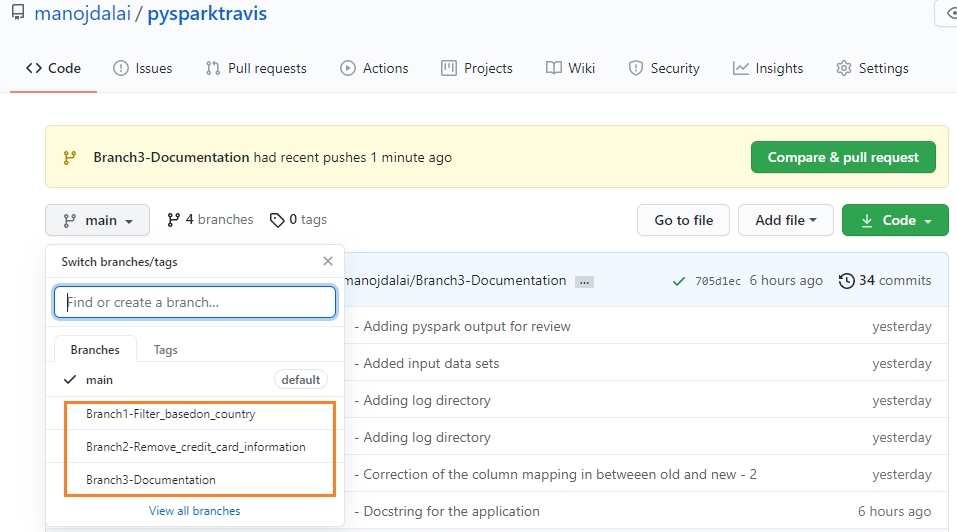 manojdalai / pysparktravis
Code Issues Pull requests Actions Projects Wiki Security Insights Settings
Branch3-Documentation had recent pushes 1 minute ago Compare & pull request
main 4 branches 0 tags Go to file Add file Code
Switch branches/tags
manojdalai/Branch3-Documentation ... 705d1ec 6 hours ago 34 commits
Find or create a branch...
- Adding pyspark output for review yesterday
Branches Tags
- Added input data sets yesterday
main default
- Adding log directory yesterday
Branch1-Filter_basedon_country
- Adding log directory yesterday
Branch2-Remove_credit_card_information
- Correction of the column mapping in betweeen old and new - 2 yesterday
Branch3-Documentation
View all branches
- Docstring for the application 6 hours ago